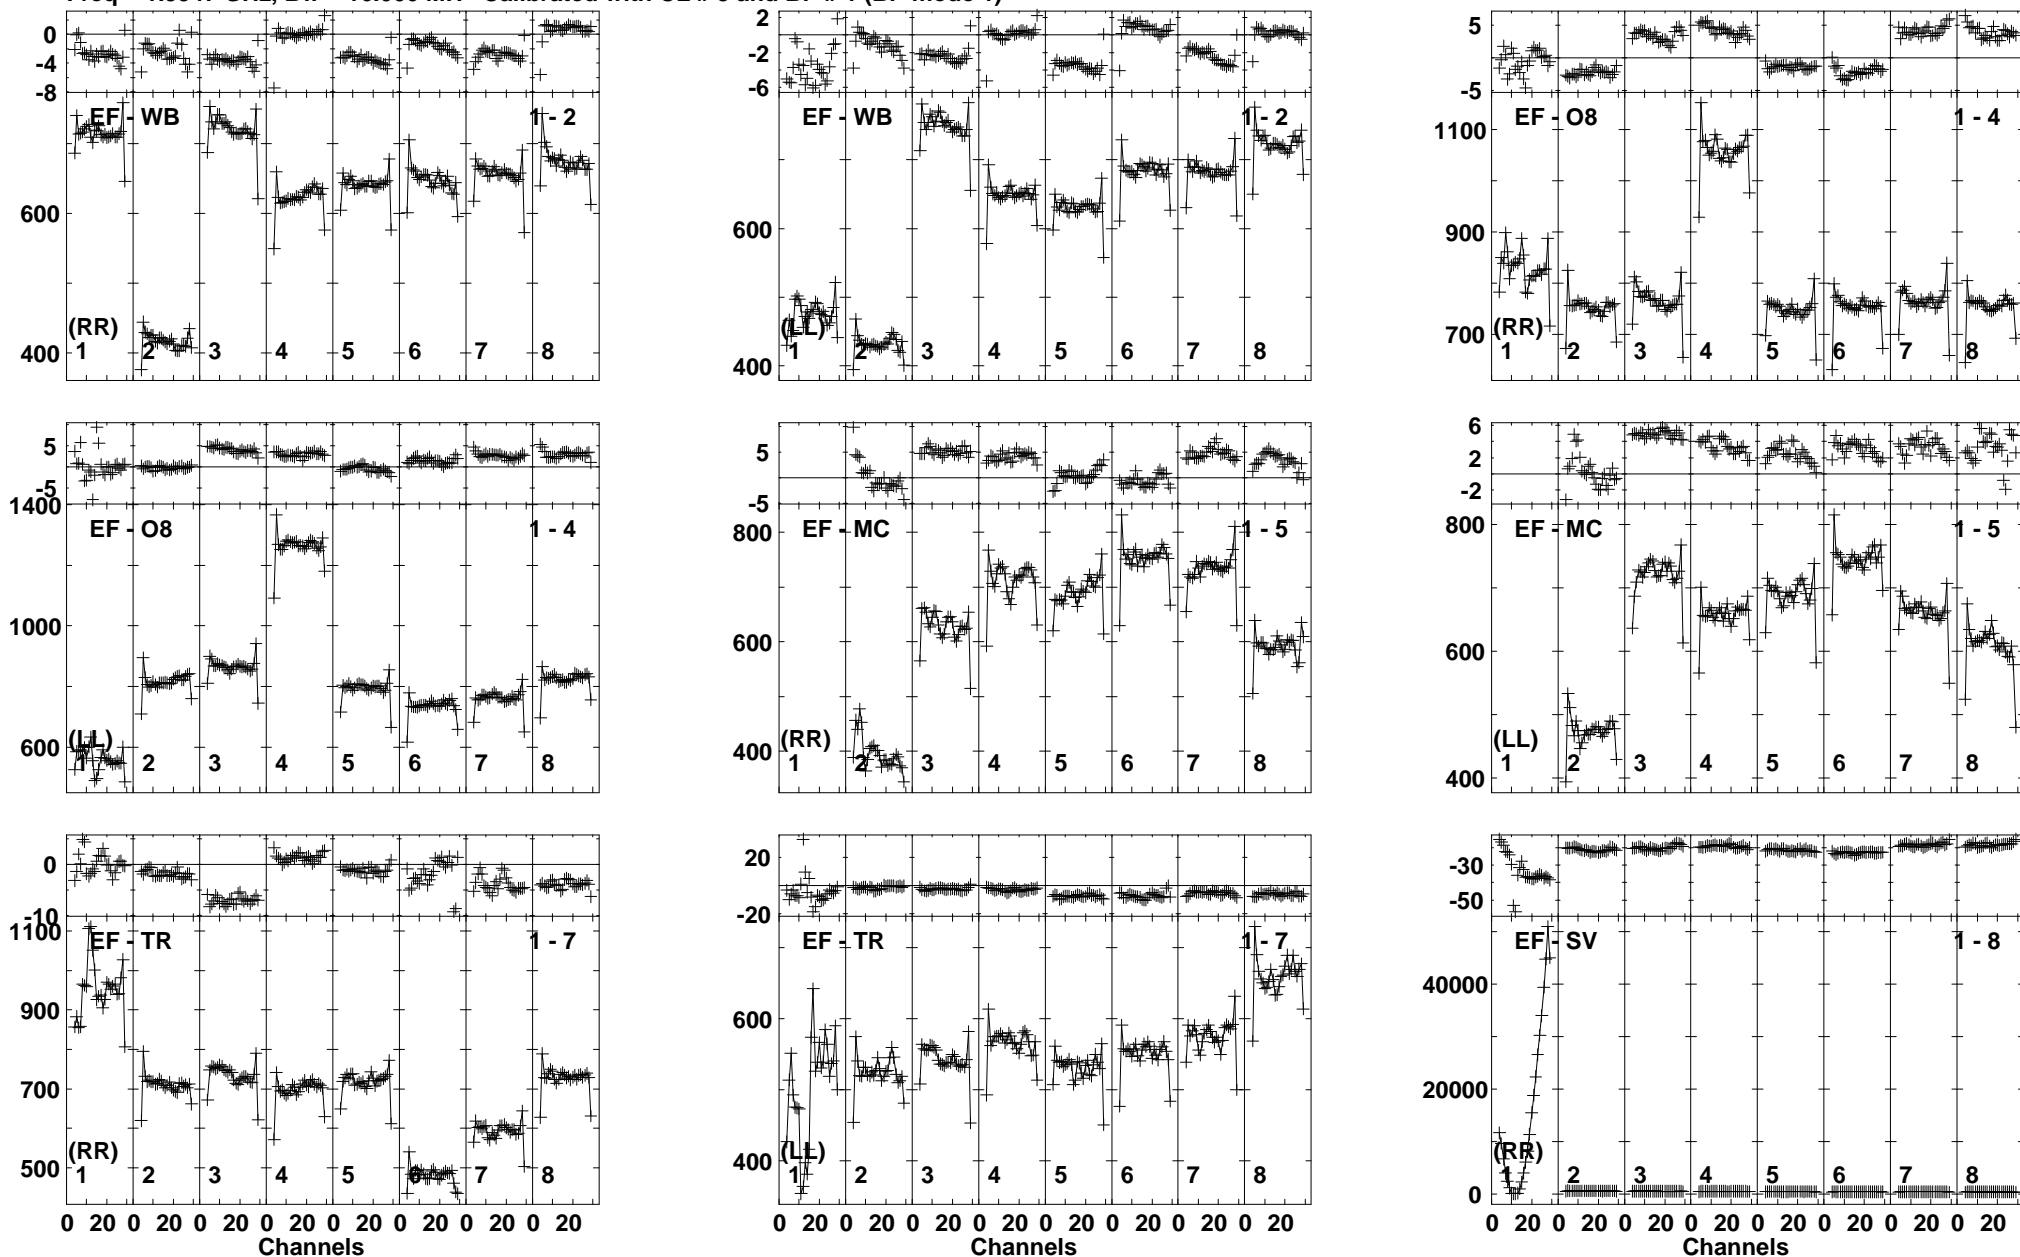 0 -4 -8 EF - WB 1 - 2 600 400 (RR) 1 2 3 4 5 6 7 8
2 -2 -6 EF - WB 1 - 2 600 400 (LL) 1 2 3 4 5 6 7 8
5 -5 EF - O8 1 - 4 1100 900 700 (RR) 1 2 3 4 5 6 7 8
5 -5 1400 EF - O8 1 - 4 1000 600 (LL) 1 2 3 4 5 6 7 8
5 -5 EF - MC 1 - 5 800 600 400 (RR) 1 2 3 4 5 6 7 8
6 2 -2 EF - MC 1 - 5 800 600 400 (LL) 1 2 3 4 5 6 7 8
0 -10 1100 EF - TR 1 - 7 900 700 500 (RR) 1 2 3 4 5 6 7 8
20 -20 EF - TR 1 - 7 600 400 (LL) 1 2 3 4 5 6 7 8
-30 -50 EF - SV 1 - 8 40000 20000 0 (RR) 1 2 3 4 5 6 7 8
0 20 0 20 0 20 0 20 0 20 0 20 0 20 0 20
Channels
0 20 0 20 0 20 0 20 0 20 0 20 0 20 0 20
0 20 0 20 0 20 0 20 0 20 0 20 0 20 0 20
Channels